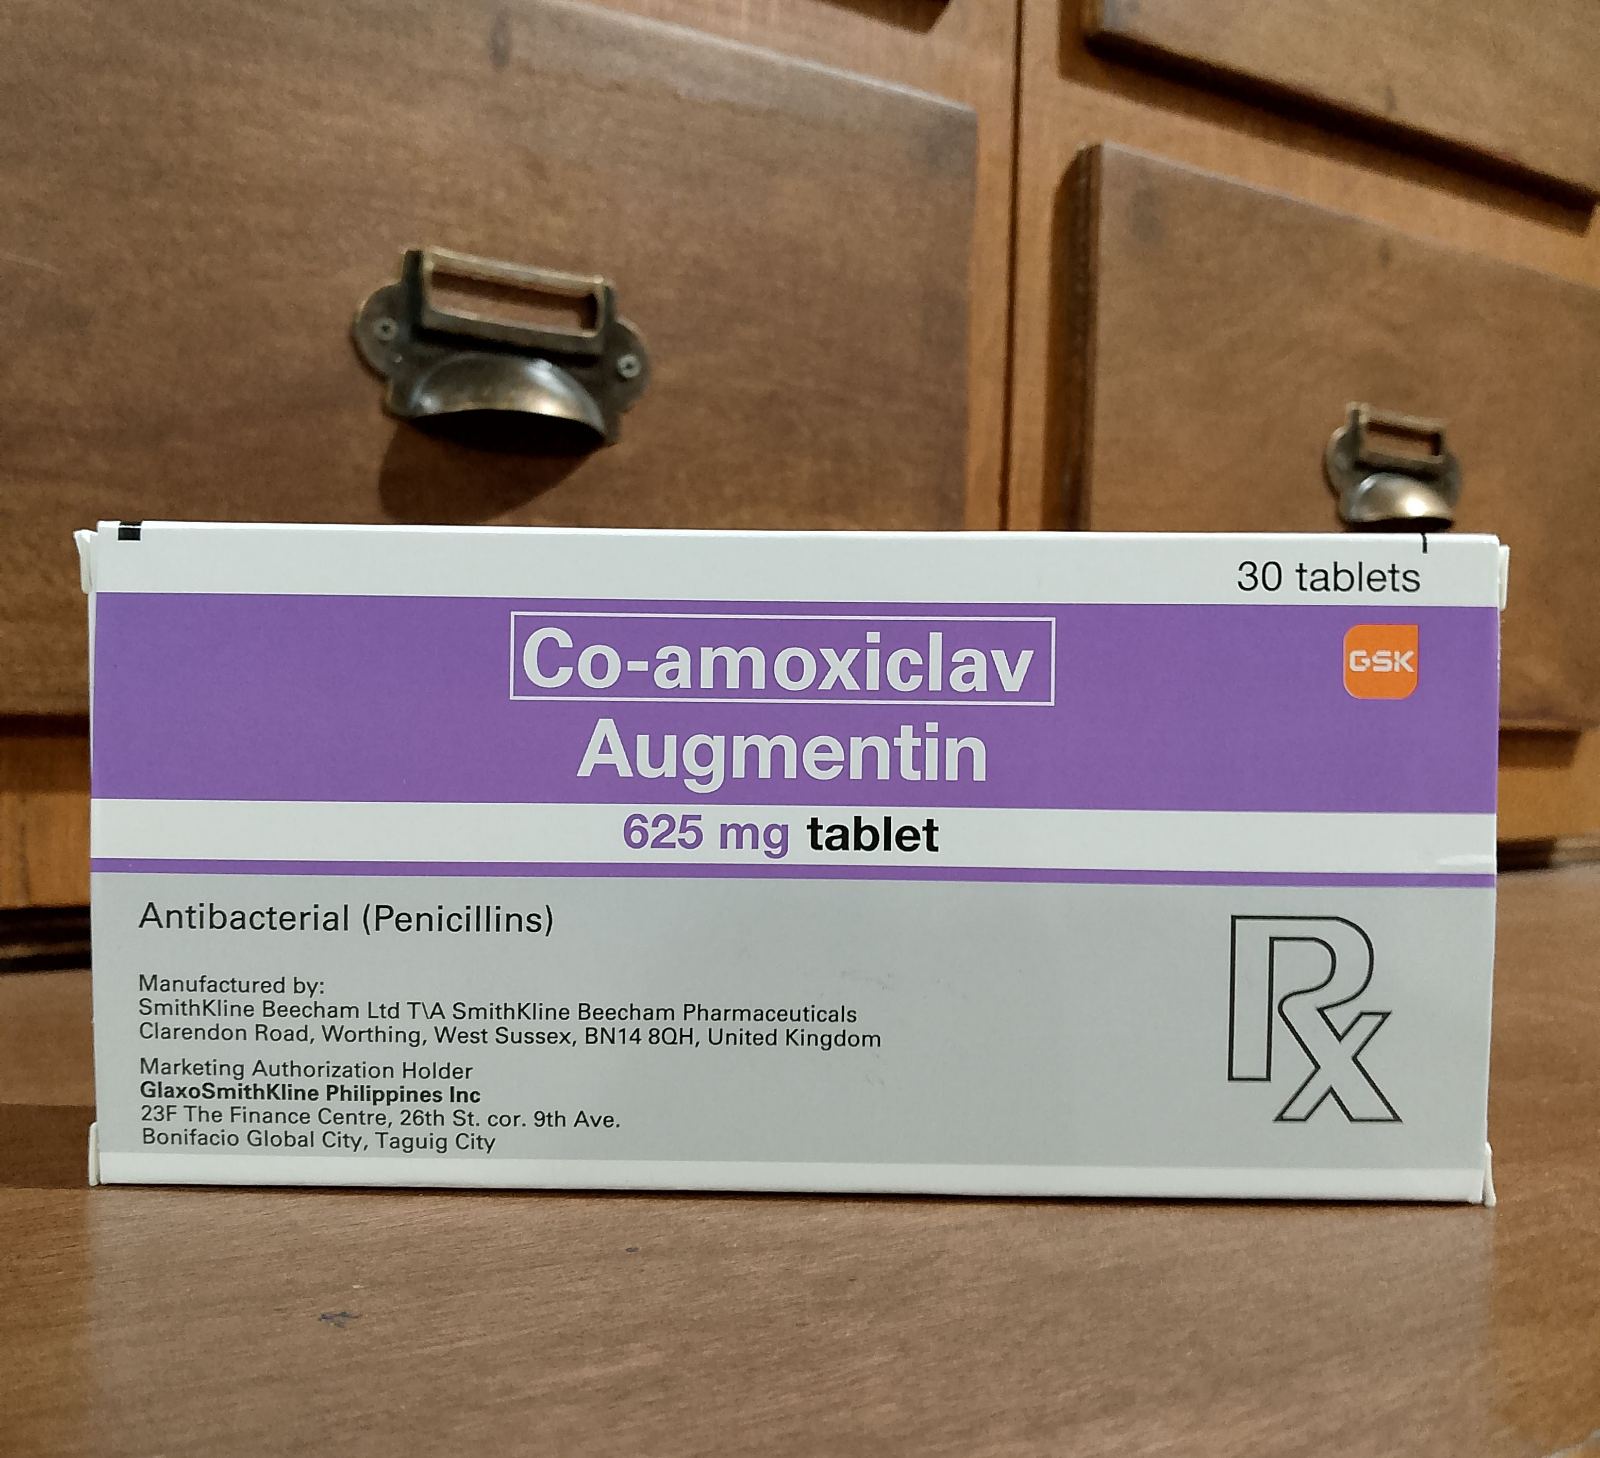 30 tablets
Co-amoxiclav
GSK
Augmentin
625 mg tablet
Antibacterial (Penicillins)
Rx
Manufactured by:
SmithKline Beecham Ltd T\A SmithKline Beecham Pharmaceuticals
Clarendon Road, Worthing, West Sussex, BN14 8QH, United Kingdom
Marketing Authorization Holder
GlaxoSmithKline Philippines Inc
23F The Finance Centre, 26th St. cor. 9th Ave.
Bonifacio Global City, Taguig City